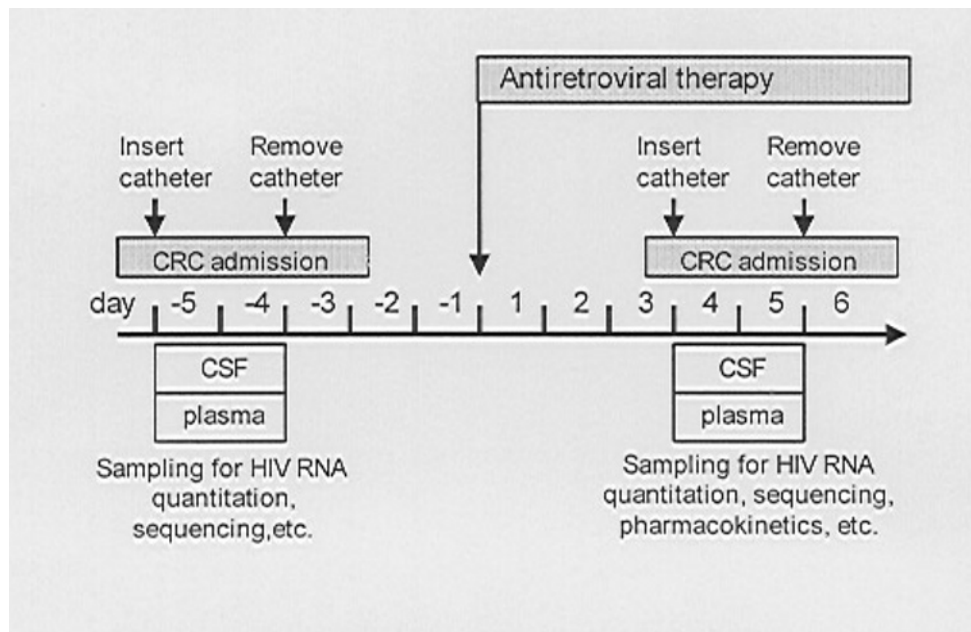 Antiretroviral therapy
Insert
catheter
Remove
catheter
Insert
catheter
Remove
catheter
CRC admission
CRC admission
day -5 -4 -3 -2 -1 1 2 3 4 5 6
CSF
plasma
CSF
plasma
Sampling for HIV RNA
quantitation,
sequencing,etc.
Sampling for HIV RNA
quantitation, sequencing,
pharmacokinetics, etc.